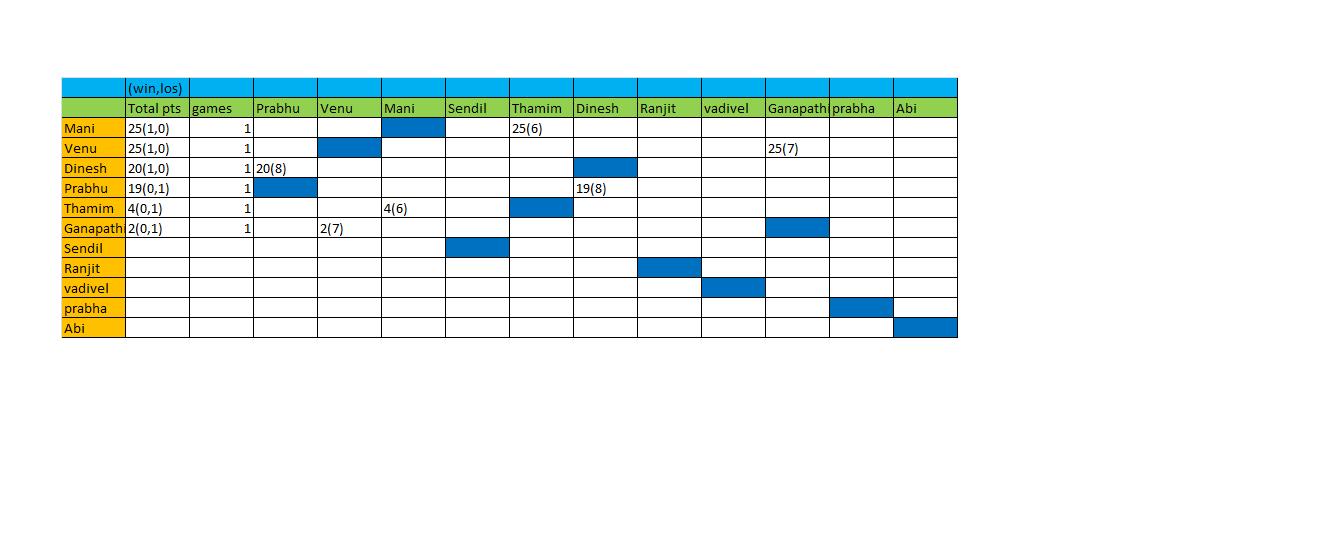 (win,los)
Total pts games Prabhu Venu Mani Sendil Thamim Dinesh Ranjit vadivel Ganapathi prabha Abi
Mani 25(1,0) 1 25(6)
Venu 25(1,0) 1 25(7)
Dinesh 20(1,0) 1 20(8)
Prabhu 19(0,1) 1 19(8)
Thamim 4(0,1) 1 4(6)
Ganapathi 2(0,1) 1 2(7)
Sendil
Ranjit
vadivel
prabha
Abi